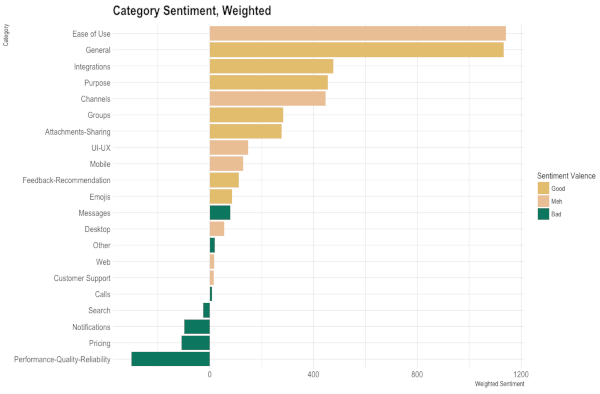 Category Sentiment, Weighted
Category
Ease of Use
General
Integrations
Purpose
Channels
Groups
Attachments-Sharing
UI-UX
Mobile
Feedback-Recommendation
Emojis
Messages
Desktop
Other
Web
Customer Support
Calls
Search
Notifications
Pricing
Performance-Quality-Reliability
0 400 800 1200
Weighted Sentiment
Sentiment Valence
Good
Meh
Bad